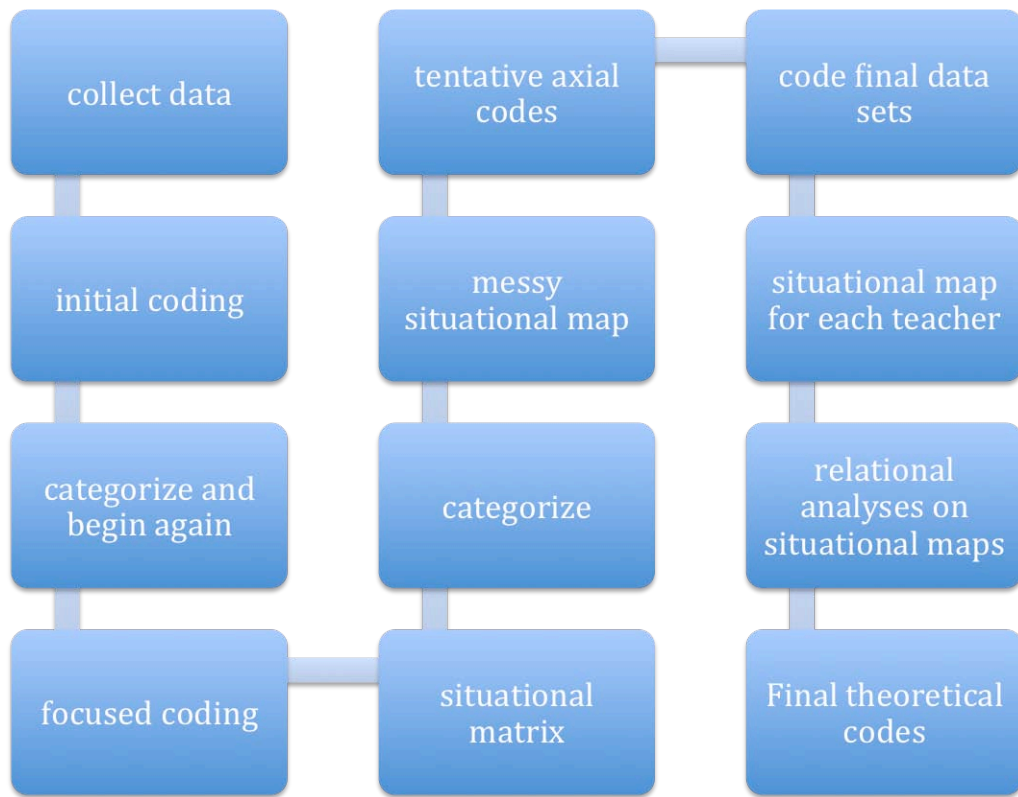 collect data
initial coding
categorize and
begin again
focused coding
situational
matrix
categorize
messy
situational map
tentative axial
codes
code final data
sets
situational map
for each teacher
relational
analyses on
situational maps
Final theoretical
codes